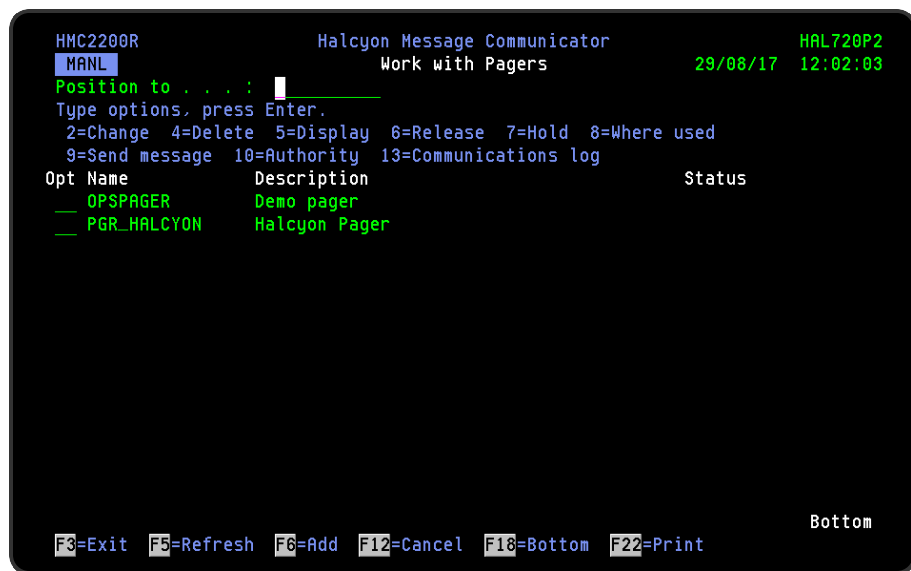 HMC2200R Halcyon Message Communicator HAL720P2
MANL Work with Pagers 29/08/17 12:02:03
Position to . . . :
Type options, press Enter.
2=Change 4=Delete 5=Display 6=Release 7=Hold 8=Where used
9=Send message 10=Authority 13=Communications log
Opt Name Description Status
__ OPSPAGER Demo pager
__ PGR_HALCYON Halcyon Pager
Bottom
F3=Exit F5=Refresh F6=Add F12=Cancel F18=Bottom F22=Print